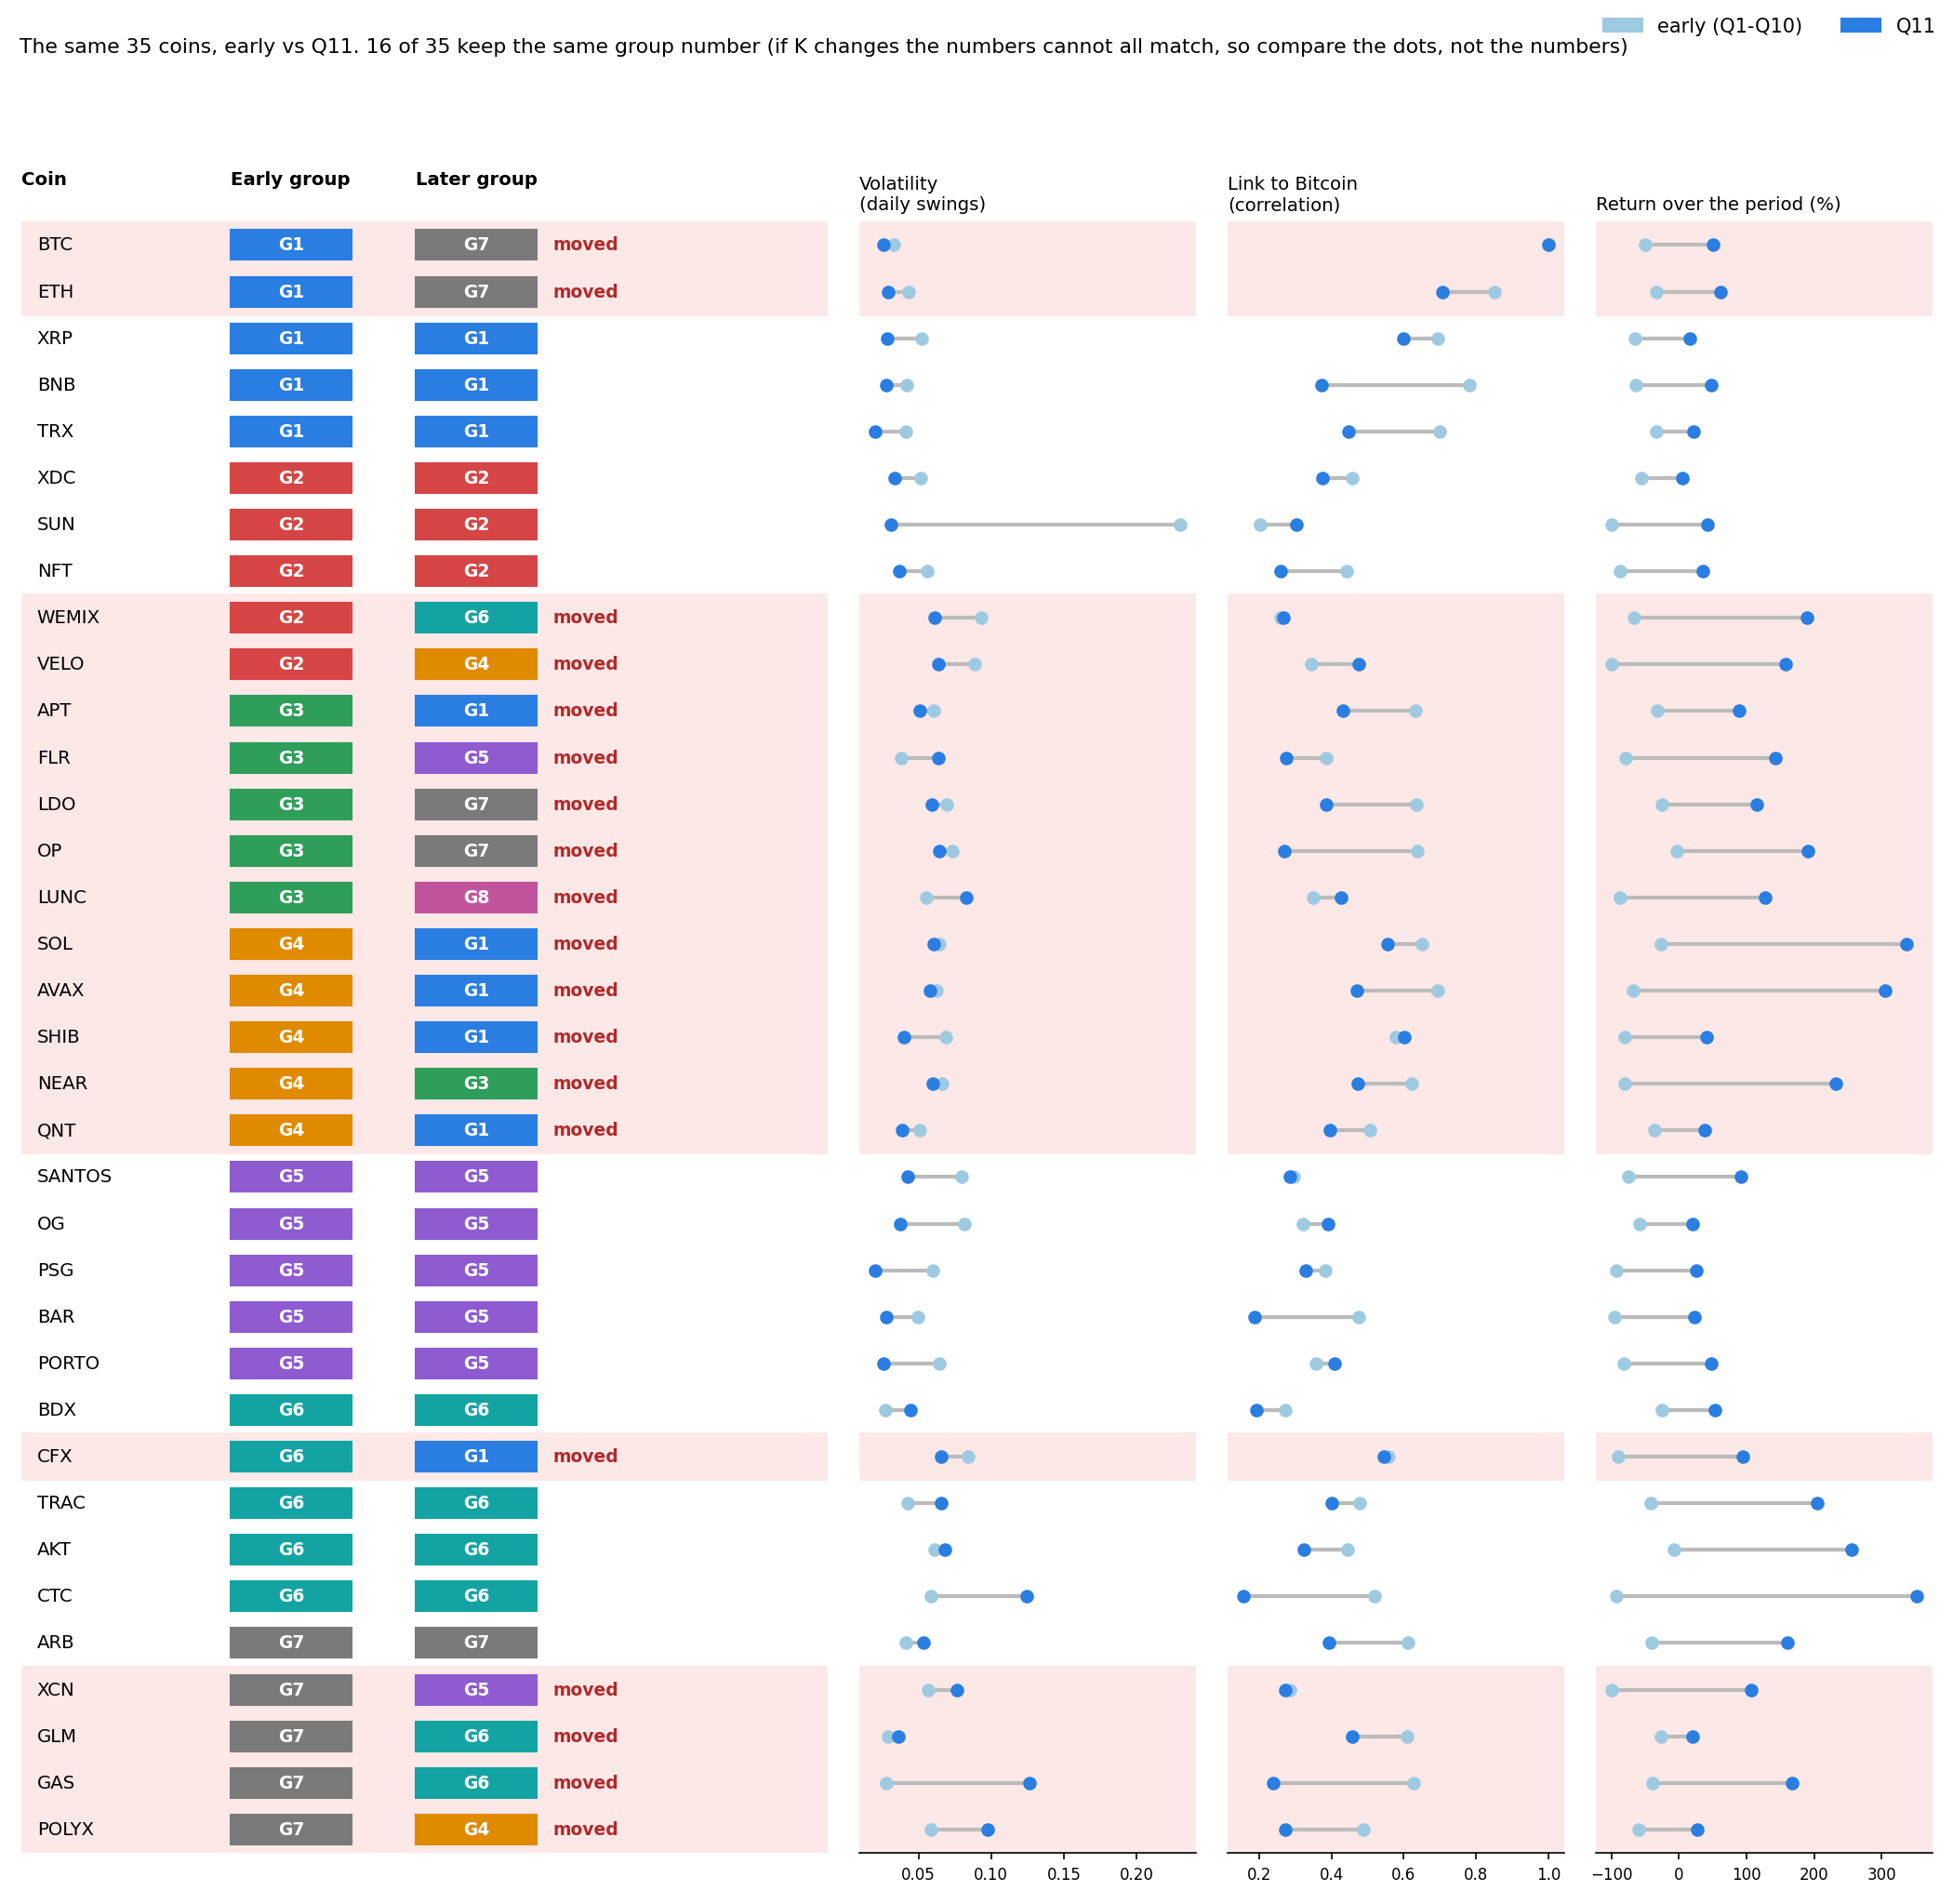 early (Q1-Q10) Q11
The same 35 coins, early vs Q11. 16 of 35 keep the same group number (if K changes the numbers cannot all match, so compare the dots, not the numbers)
Coin Early group Later group Volatility (daily swings) Link to Bitcoin (correlation) Return over the period (%)
BTC G1 G7 moved
ETH G1 G7 moved
XRP G1 G1
BNB G1 G1
TRX G1 G1
XDC G2 G2
SUN G2 G2
NFT G2 G2
WEMIX G2 G6 moved
VELO G2 G4 moved
APT G3 G1 moved
FLR G3 G5 moved
LDO G3 G7 moved
OP G3 G7 moved
LUNC G3 G8 moved
SOL G4 G1 moved
AVAX G4 G1 moved
SHIB G4 G1 moved
NEAR G4 G3 moved
QNT G4 G1 moved
SANTOS G5 G5
OG G5 G5
PSG G5 G5
BAR G5 G5
PORTO G5 G5
BDX G6 G6
CFX G6 G1 moved
TRAC G6 G6
AKT G6 G6
CTC G6 G6
ARB G7 G7
XCN G7 G5 moved
GLM G7 G6 moved
GAS G7 G6 moved
POLYX G7 G4 moved
0.05 0.10 0.15 0.20 0.2 0.4 0.6 0.8 1.0 −100 0 100 200 300